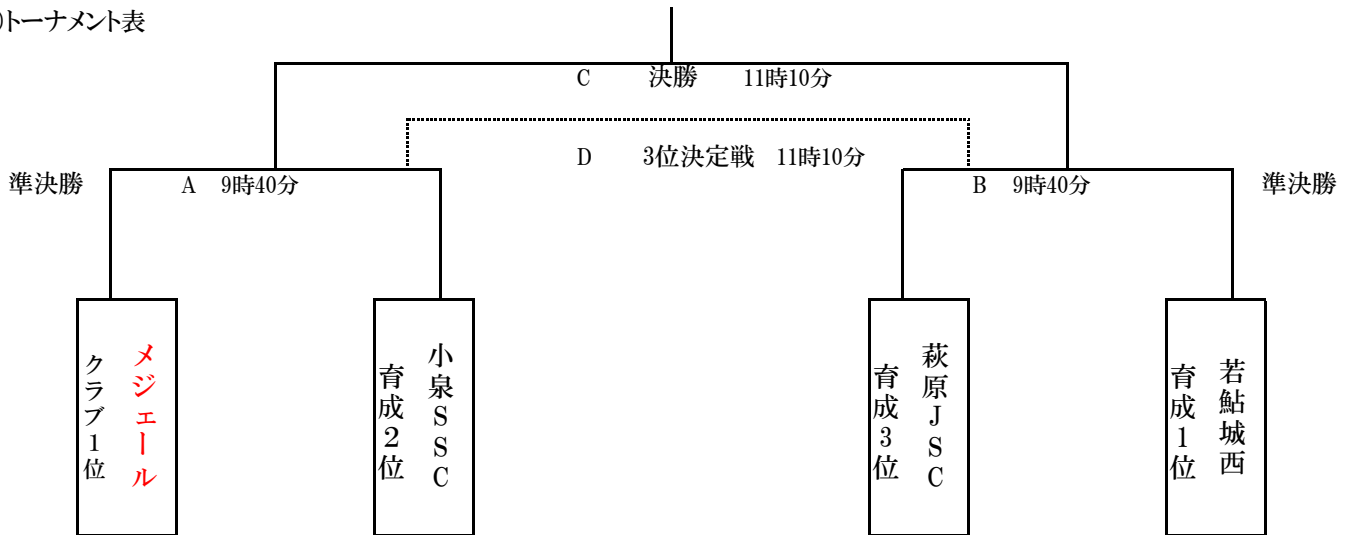 )トーナメント表
C 決勝 11時10分
D 3位決定戦 11時10分
準決勝 A 9時40分 B 9時40分 準決勝
メジェール
クラブ1位
小泉SSC
育成2位
萩原JSC
育成3位
若鮎城西
育成1位